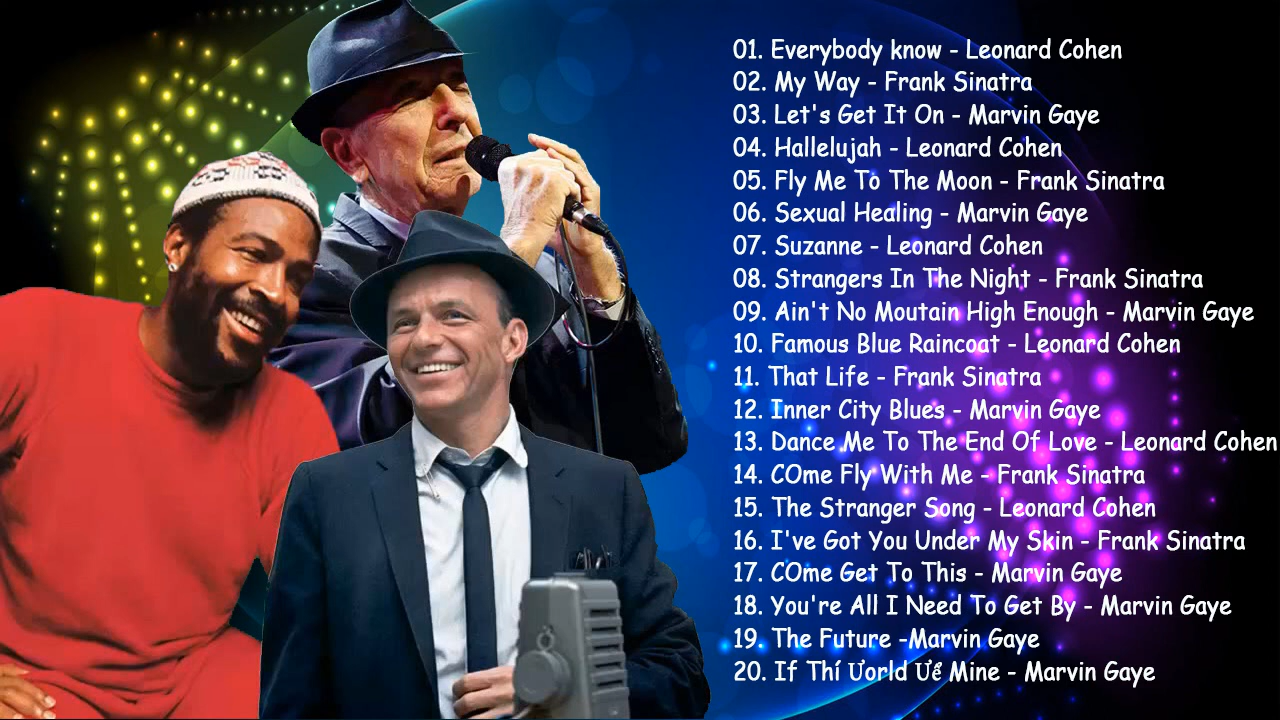 01. Everybody know - Leonard Cohen
02. My Way - Frank Sinatra
03. Let's Get It On - Marvin Gaye
04. Hallelujah - Leonard Cohen
05. Fly Me To The Moon - Frank Sinatra
06. Sexual Healing - Marvin Gaye
07. Suzanne - Leonard Cohen
08. Strangers In The Night - Frank Sinatra
09. Ain't No Moutain High Enough - Marvin Gaye
10. Famous Blue Raincoat - Leonard Cohen
11. That Life - Frank Sinatra
12. Inner City Blues - Marvin Gaye
13. Dance Me To The End Of Love - Leonard Cohen
14. COme Fly With Me - Frank Sinatra
15. The Stranger Song - Leonard Cohen
16. I've Got You Under My Skin - Frank Sinatra
17. COme Get To This - Marvin Gaye
18. You're All I Need To Get By - Marvin Gaye
19. The Future -Marvin Gaye
20. If Thí Ưorld Ưể Mine - Marvin Gaye